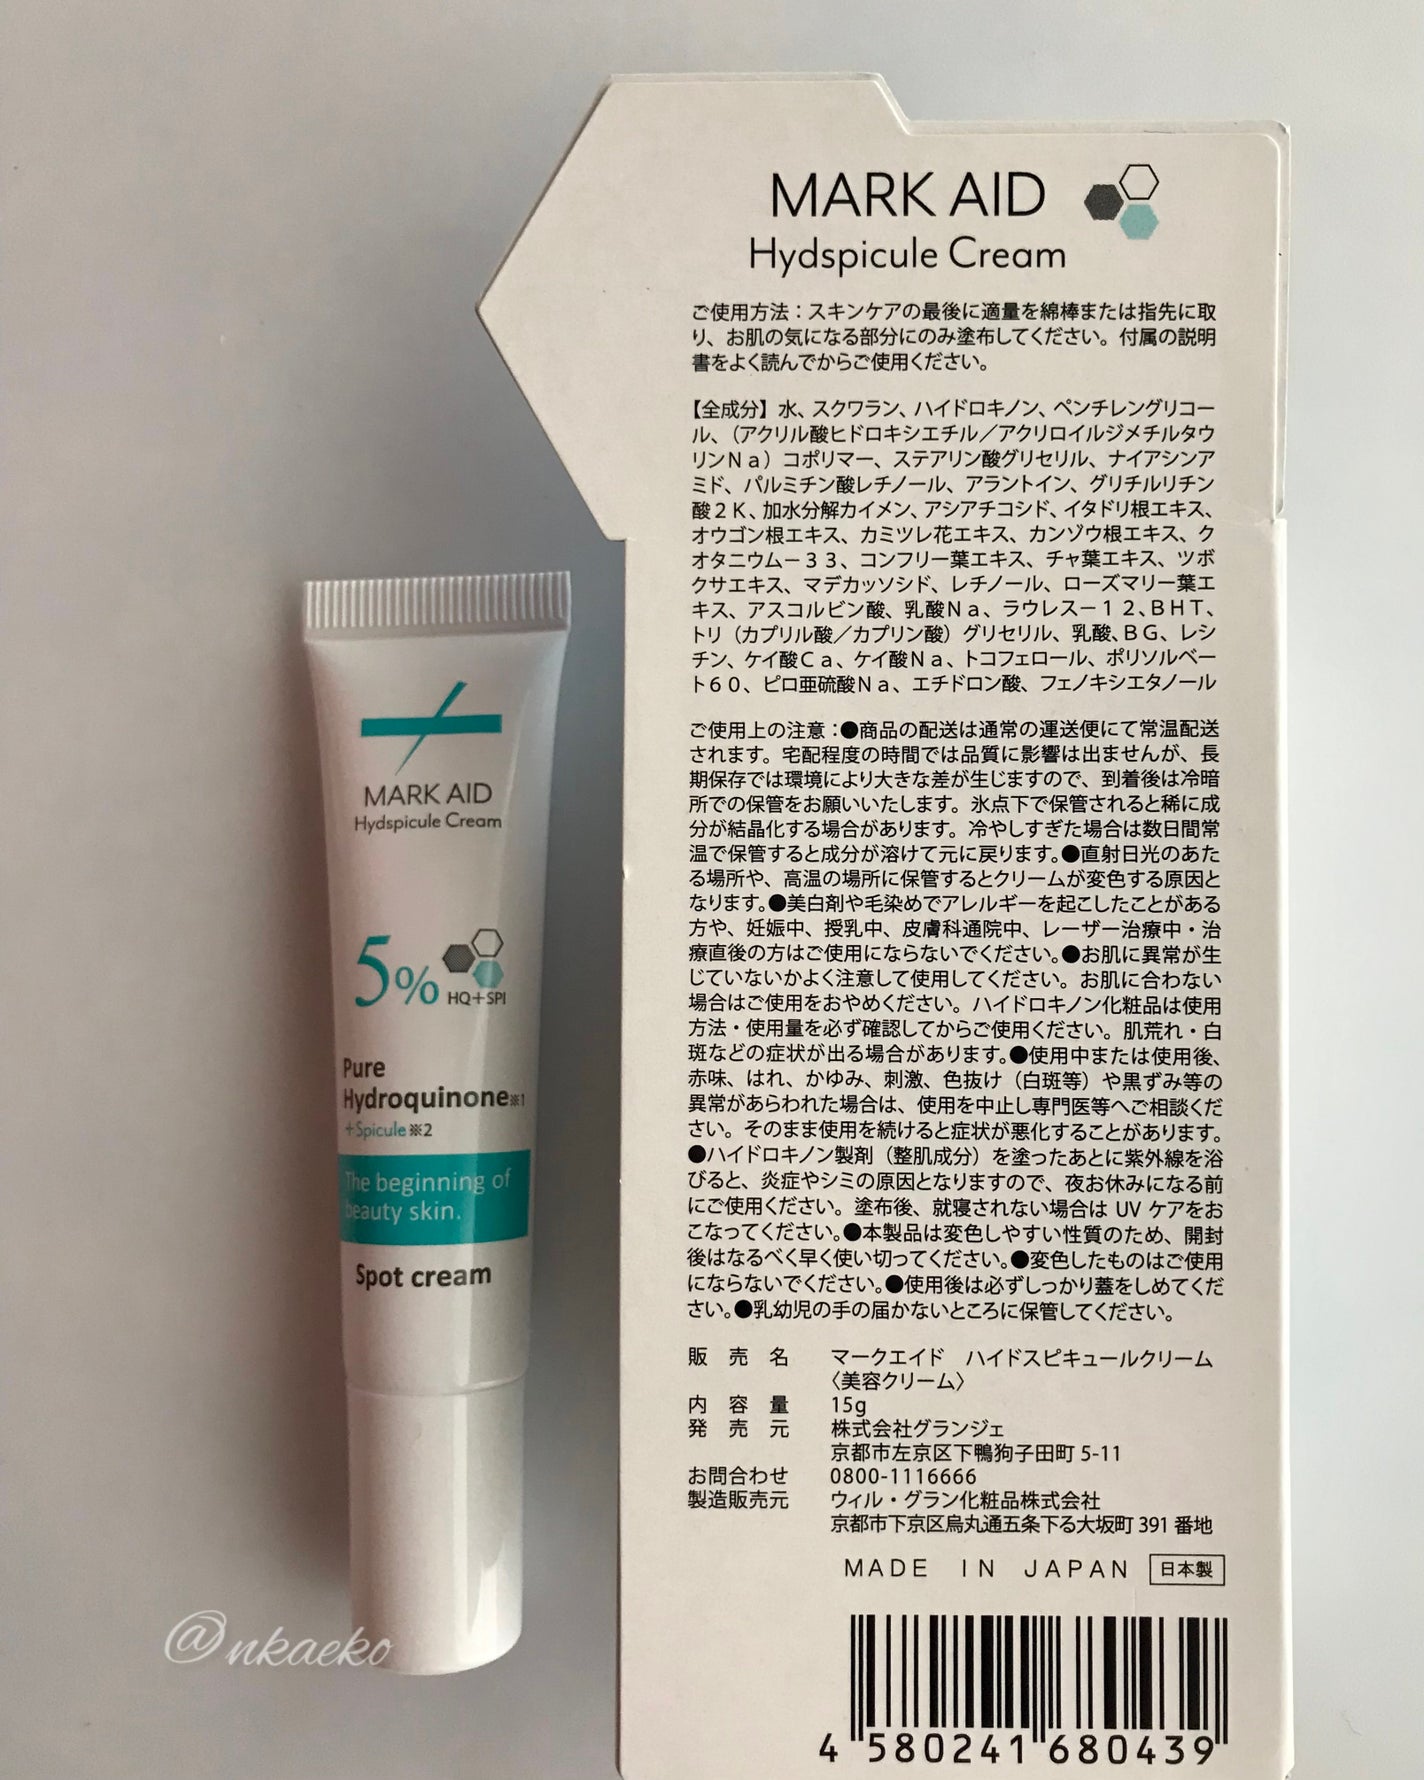 MARK AID
Hydspicule Cream
5%
HQ+SPI
Pure
Hydroquinone※1
+Spicule※2
The beginning of
beauty skin.
Spot cream
MARK AID
Hydspicule Cream
ご使用方法：スキンケアの最後に適量を綿棒または指先に取
り、お肌の気になる部分にのみ塗布してください。付属の説明
書をよく読んでからご使用ください。
【全成分】水、スクワラン、ハイドロキノン、ペンチレングリコー
ル、（アクリル酸ヒドロキシエチル／アクリロイルジメチルタウ
リンＮａ）コポリマー、ステアリン酸グリセリル、ナイアシンア
ミド、パルミチン酸レチノール、アラントイン、グリチルリチン
酸２Ｋ、加水分解カイメン、アシアチコシド、イタドリ根エキス、
オウゴン根エキス、カミツレ花エキス、カンゾウ根エキス、ク
オタニウム－３３、コンフリー葉エキス、チャ葉エキス、ツボ
クサエキス、マデカッソシド、レチノール、ローズマリー葉エ
キス、アスコルビン酸、乳酸Ｎａ、ラウレス－１２、ＢＨＴ、
トリ（カプリル酸／カプリン酸）グリセリル、乳酸、ＢＧ、レシ
チン、ケイ酸Ｃａ、ケイ酸Ｎａ、トコフェロール、ポリソルベー
ト６０、ピロ亜硫酸Ｎａ、エチドロン酸、フェノキシエタノール
ご使用上の注意：●商品の配送は通常の運送便にて常温配送
されます。宅配程度の時間では品質に影響は出ませんが、長
期保存では環境により大きな差が生じますので、到着後は冷暗
所での保管をお願いいたします。氷点下で保管されると稀に成
分が結晶化する場合があります。冷やしすぎた場合は数日間常
温で保管すると成分が溶けて元に戻ります。●直射日光のあた
る場所や、高温の場所に保管するとクリームが変色する原因と
なります。●美白剤や毛染めでアレルギーを起こしたことがある
方や、妊娠中、授乳中、皮膚科通院中、レーザー治療中・治
療直後の方はご使用にならないでください。●お肌に異常が生
じていないかよく注意して使用してください。お肌に合わない
場合はご使用をおやめください。ハイドロキノン化粧品は使用
方法・使用量を必ず確認してからご使用ください。肌荒れ・白
斑などの症状が出る場合があります。●使用中または使用後、
赤味、はれ、かゆみ、刺激、色抜け（白斑等）や黒ずみ等の
異常があらわれた場合は、使用を中止し専門医等へご相談くだ
さい。そのまま使用を続けると症状が悪化することがあります。
●ハイドロキノン製剤（整肌成分）を塗ったあとに紫外線を浴
びると、炎症やシミの原因となりますので、夜お休みになる前
にご使用ください。塗布後、就寝されない場合は UV ケアをお
こなってください。●本製品は変色しやすい性質のため、開封
後はなるべく早く使い切ってください。●変色したものはご使用
にならないでください。●使用後は必ずしっかり蓋をしめてくだ
さい。●乳幼児の手の届かないところに保管してください。
販売名 マークエイド　ハイドスピキュールクリーム
〈美容クリーム〉
内容量 15g
発売元 株式会社グランジェ
京都市左京区下鴨狗子田町 5-11
お問合わせ 0800-1116666
製造販売元 ウィル・グラン化粧品株式会社
京都市下京区烏丸通五条下る大坂町 391 番地
MADE IN JAPAN 日本製
4 580241 680439
@nkaeko